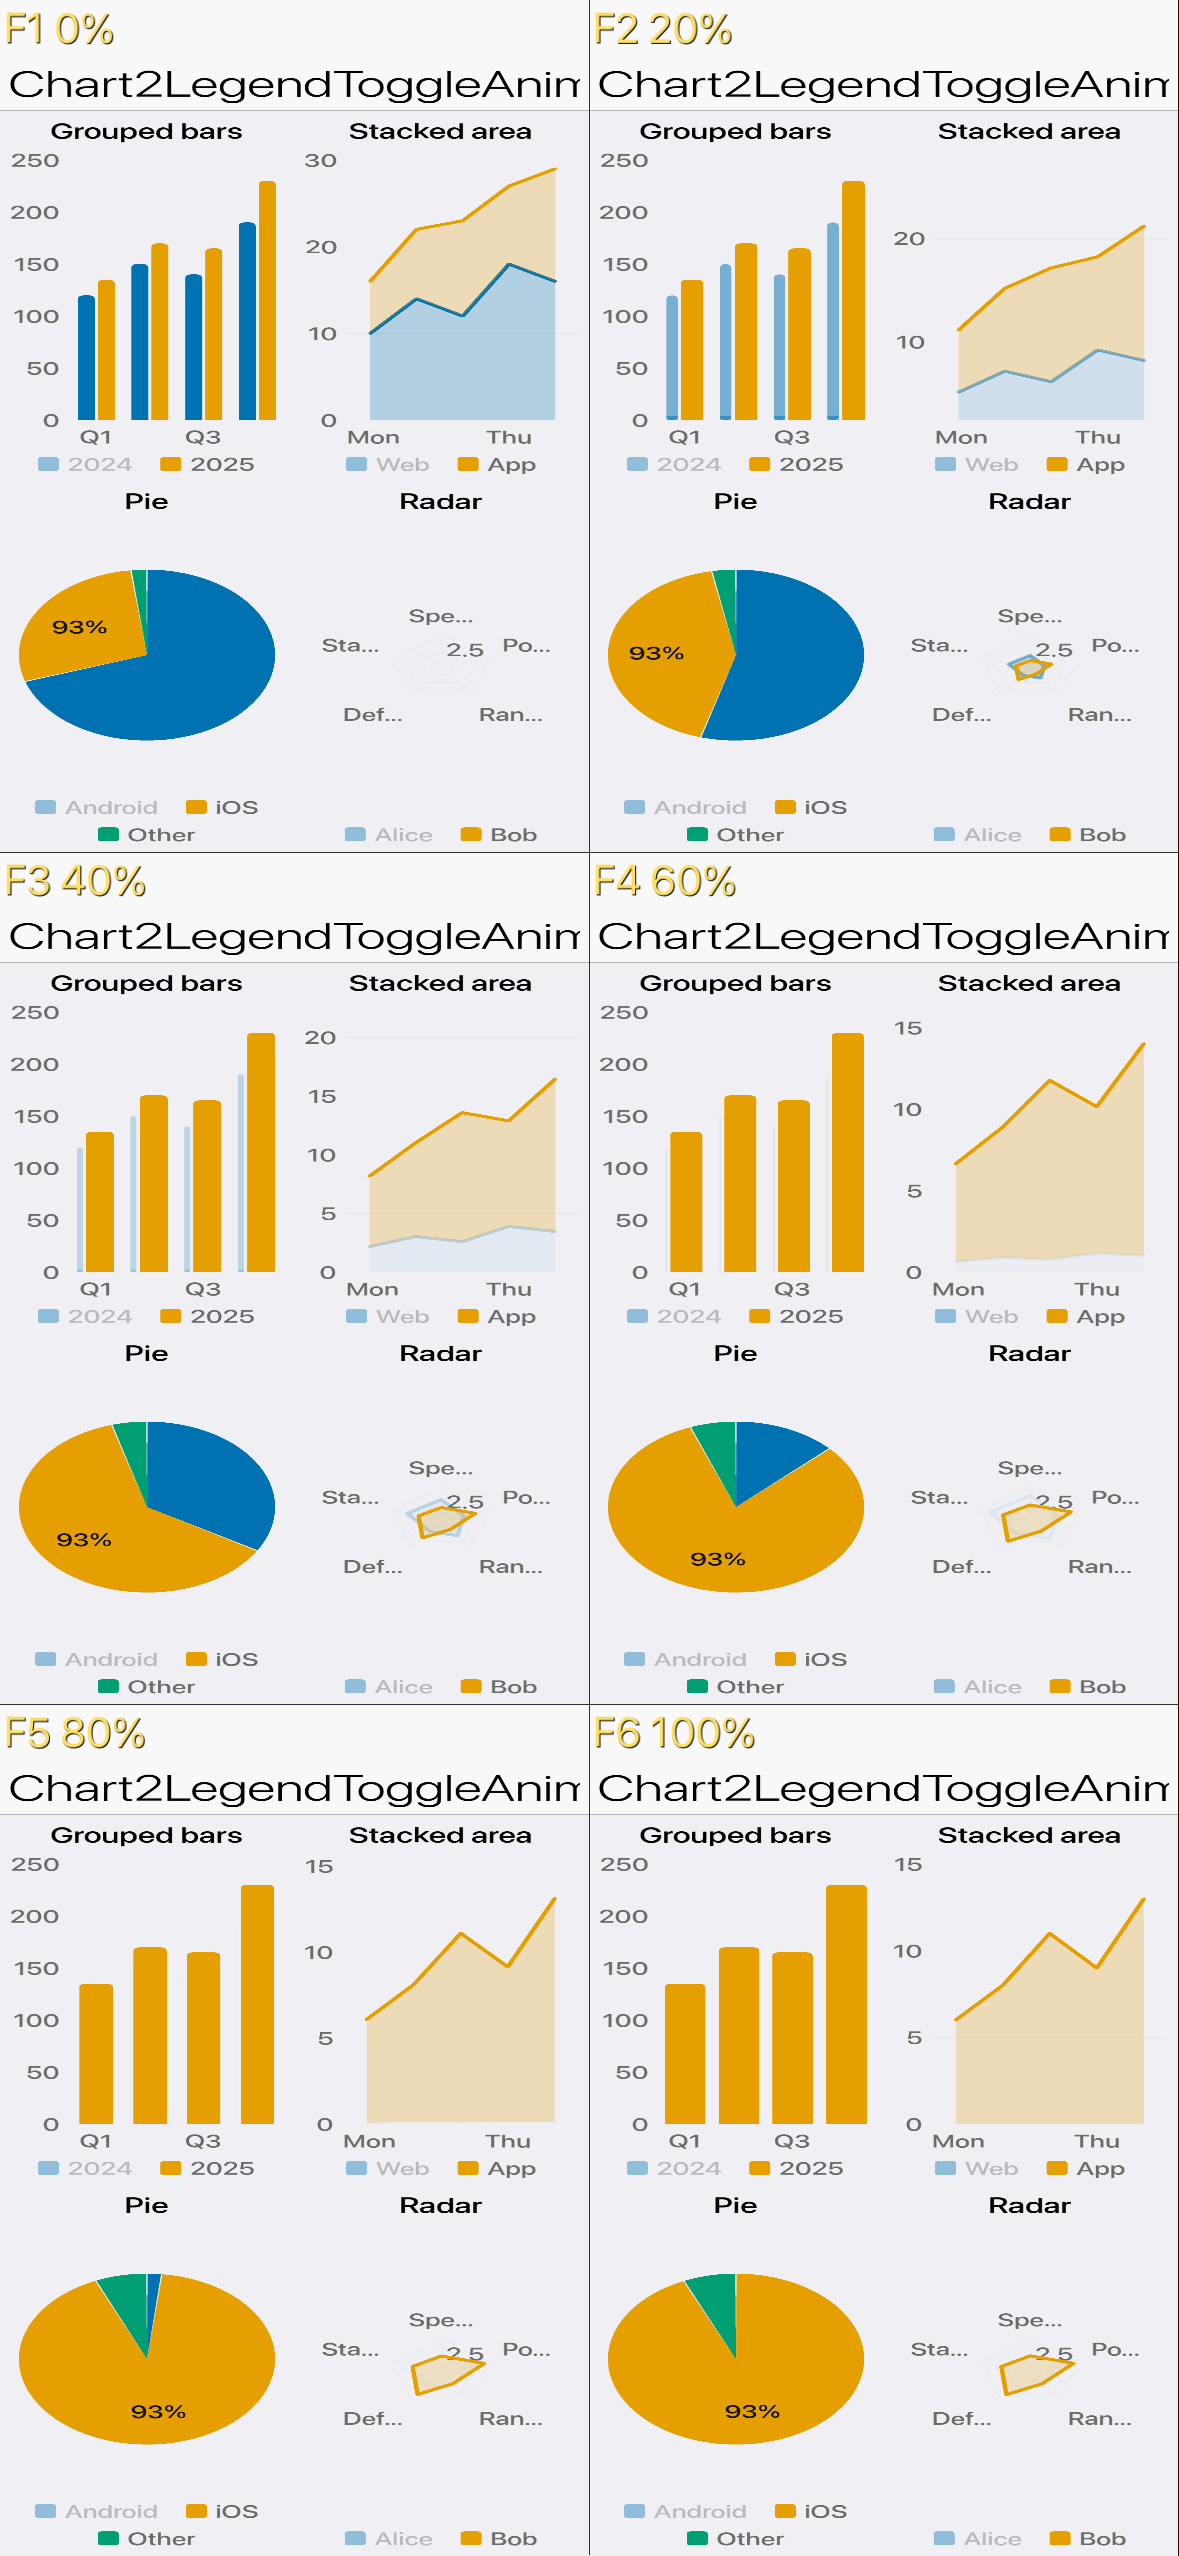 F1 0%
Chart2LegendToggleAnim
Grouped bars
Stacked area
250
200
150
100
50
0
Q1
Q3
2024
2025
30
20
10
0
Mon
Thu
Web
App
Pie
Radar
93%
Android
iOS
Other
Spe...
Sta...
2.5
Po...
Def...
Ran...
Alice
Bob
F2 20%
Chart2LegendToggleAnim
Grouped bars
Stacked area
250
200
150
100
50
0
Q1
Q3
2024
2025
20
10
Mon
Thu
Web
App
Pie
Radar
93%
Android
iOS
Other
Spe...
Sta...
2.5
Po...
Def...
Ran...
Alice
Bob
F3 40%
Chart2LegendToggleAnim
Grouped bars
Stacked area
250
200
150
100
50
0
Q1
Q3
2024
2025
20
15
10
5
0
Mon
Thu
Web
App
Pie
Radar
93%
Android
iOS
Other
Spe...
Sta...
2.5
Po...
Def...
Ran...
Alice
Bob
F4 60%
Chart2LegendToggleAnim
Grouped bars
Stacked area
250
200
150
100
50
0
Q1
Q3
2024
2025
15
10
5
0
Mon
Thu
Web
App
Pie
Radar
93%
Android
iOS
Other
Spe...
Sta...
2.5
Po...
Def...
Ran...
Alice
Bob
F5 80%
Chart2LegendToggleAnim
Grouped bars
Stacked area
250
200
150
100
50
0
Q1
Q3
2024
2025
15
10
5
0
Mon
Thu
Web
App
Pie
Radar
93%
Android
iOS
Other
Spe...
Sta...
2.5
Po...
Def...
Ran...
Alice
Bob
F6 100%
Chart2LegendToggleAnim
Grouped bars
Stacked area
250
200
150
100
50
0
Q1
Q3
2024
2025
15
10
5
0
Mon
Thu
Web
App
Pie
Radar
93%
Android
iOS
Other
Spe...
Sta...
2.5
Po...
Def...
Ran...
Alice
Bob